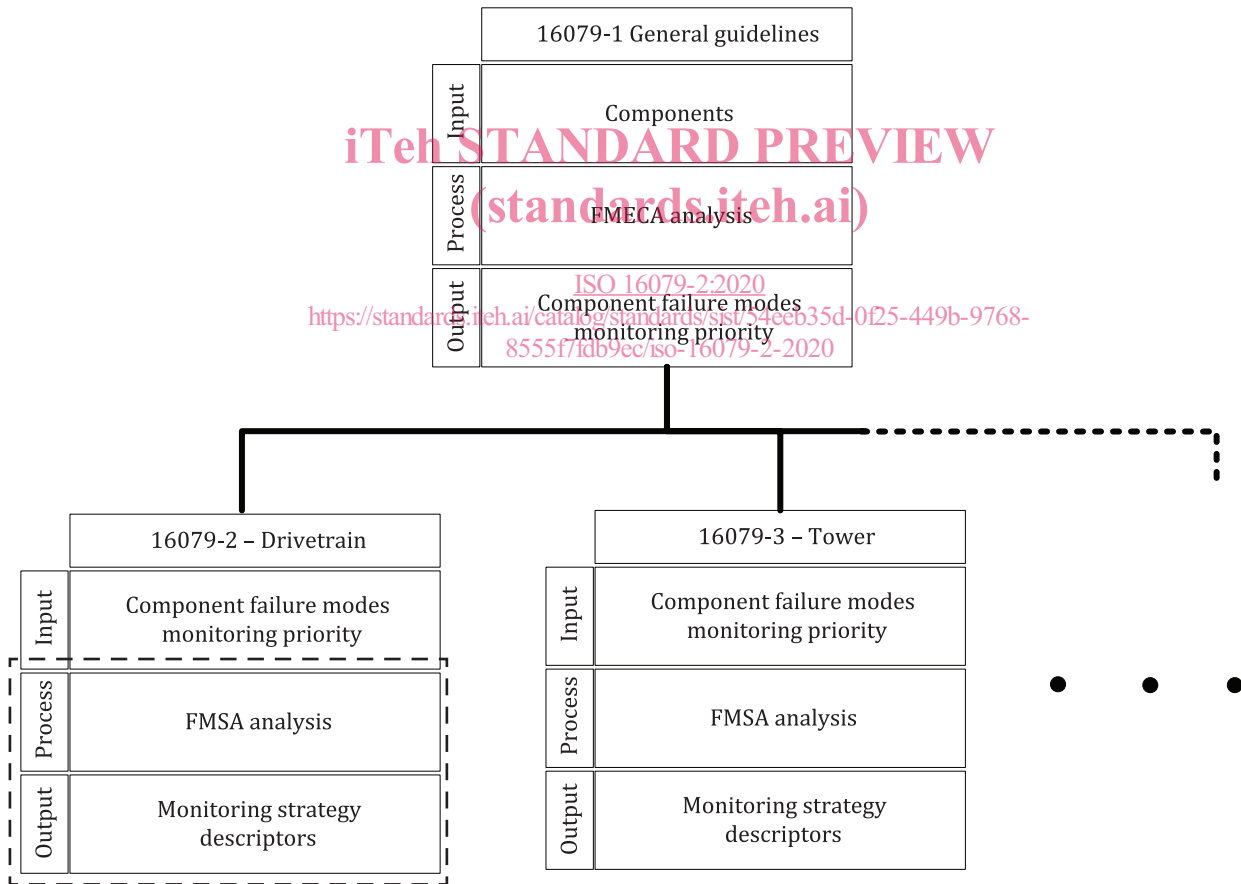 16079-1 General guidelines
Input
Components
iTeh STANDARD PREVIEW
Process
(standards.iteh.ai)
FMECA analysis
Output
ISO 16079-2:2020
Component failure modes
https://standards.iteh.ai/catalog/standards/sist/54eeb35d-0f25-449b-9768-
monitoring priority
8555f7fdb9ec/iso-16079-2-2020
16079-2 – Drivetrain
Input
Component failure modes
monitoring priority
Process
FMSA analysis
Output
Monitoring strategy
descriptors
16079-3 – Tower
Input
Component failure modes
monitoring priority
Process
FMSA analysis
Output
Monitoring strategy
descriptors